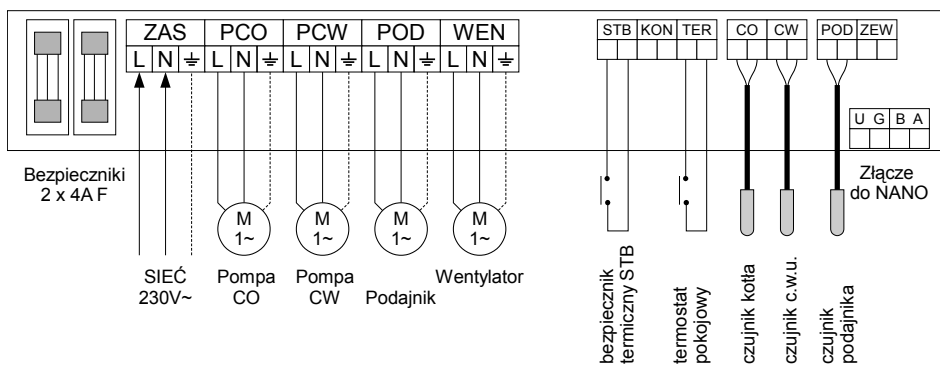 ZAS PCO PCW POD WEN
L N L N L N L N L N
STB KON TER CO CW POD ZEW
U G B A
Bezpieczniki
2 x 4A F
Złącze
do NANO
M
1~
M
1~
M
1~
M
1~
SIEĆ
230V~
Pompa
CO
Pompa
CW
Podajnik
Wentylator
bezpiecznik
termiczny STB
termostat
pokojowy
czujnik kotła
czujnik c.w.u.
czujnik
podajnika